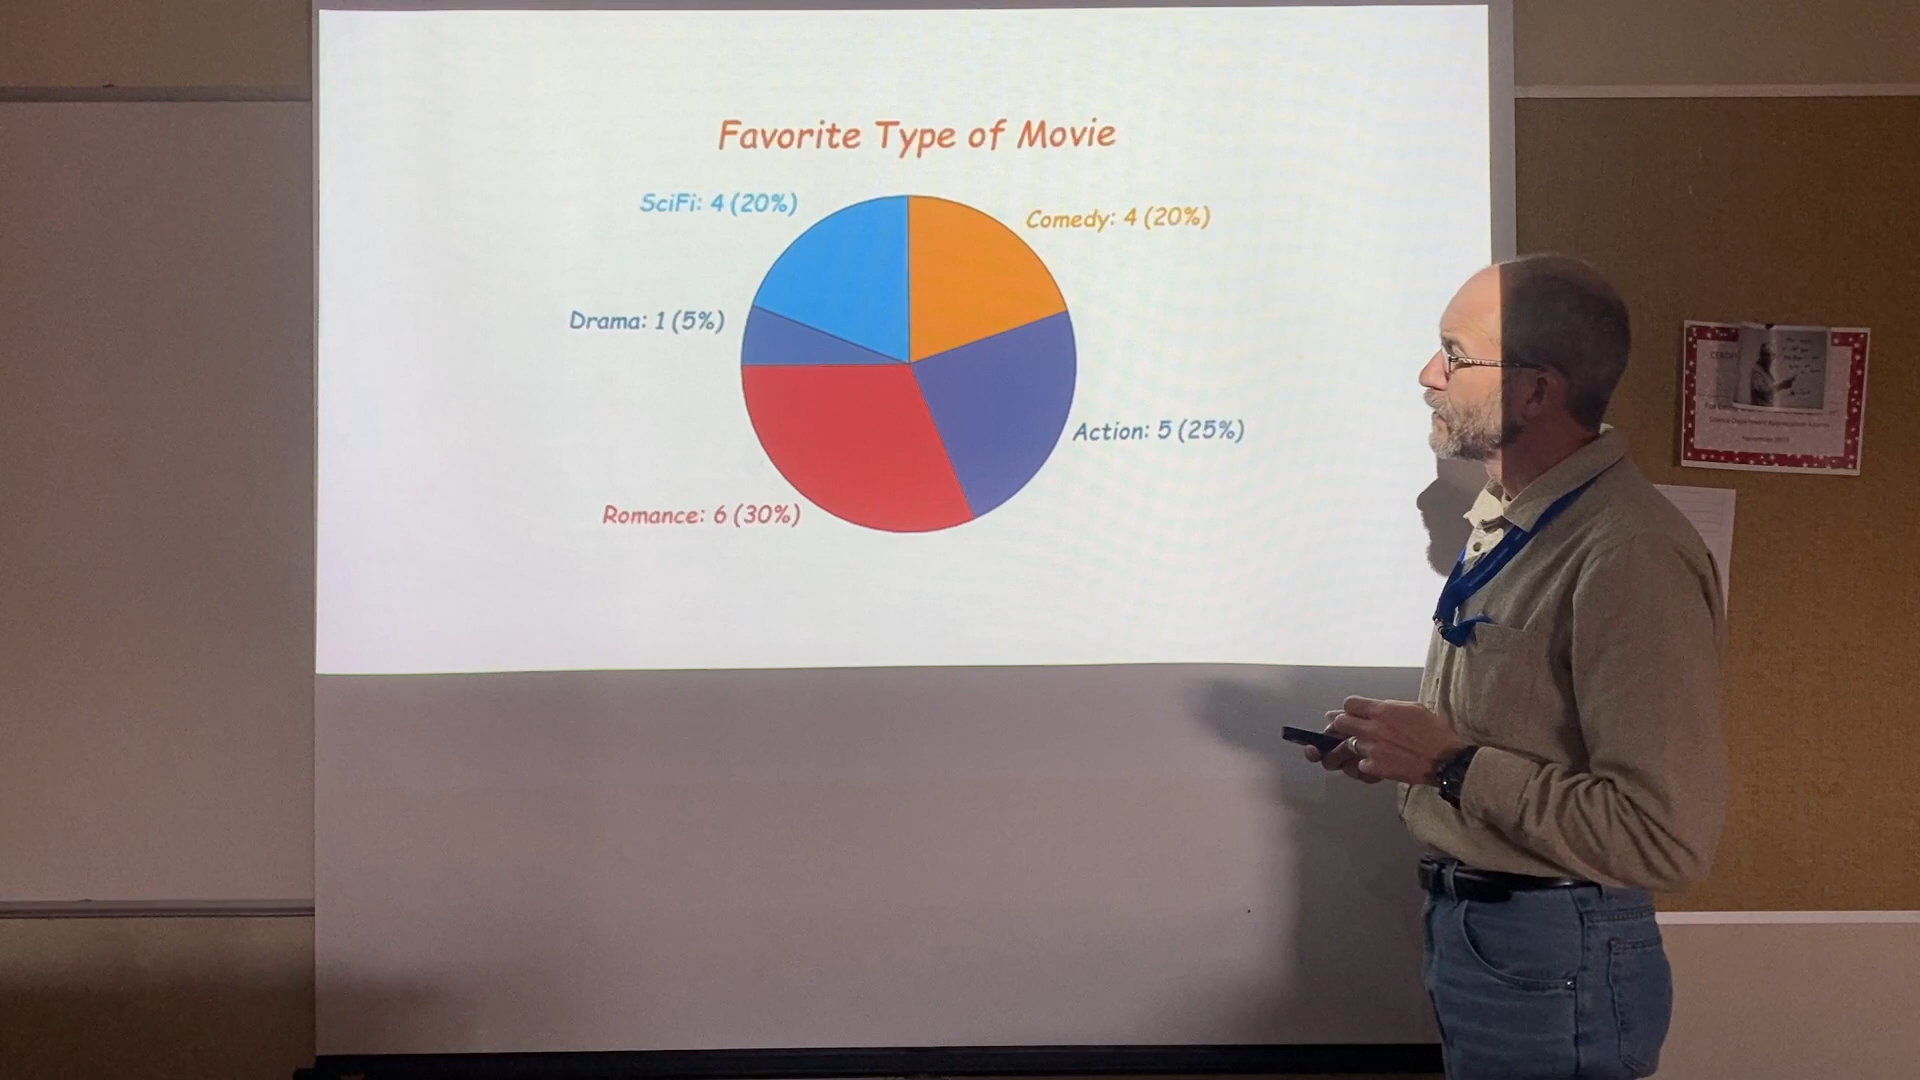 Favorite Type of Movie
SciFi: 4 (20%)
Comedy: 4 (20%)
Drama: 1 (5%)
Action: 5 (25%)
Romance: 6 (30%)